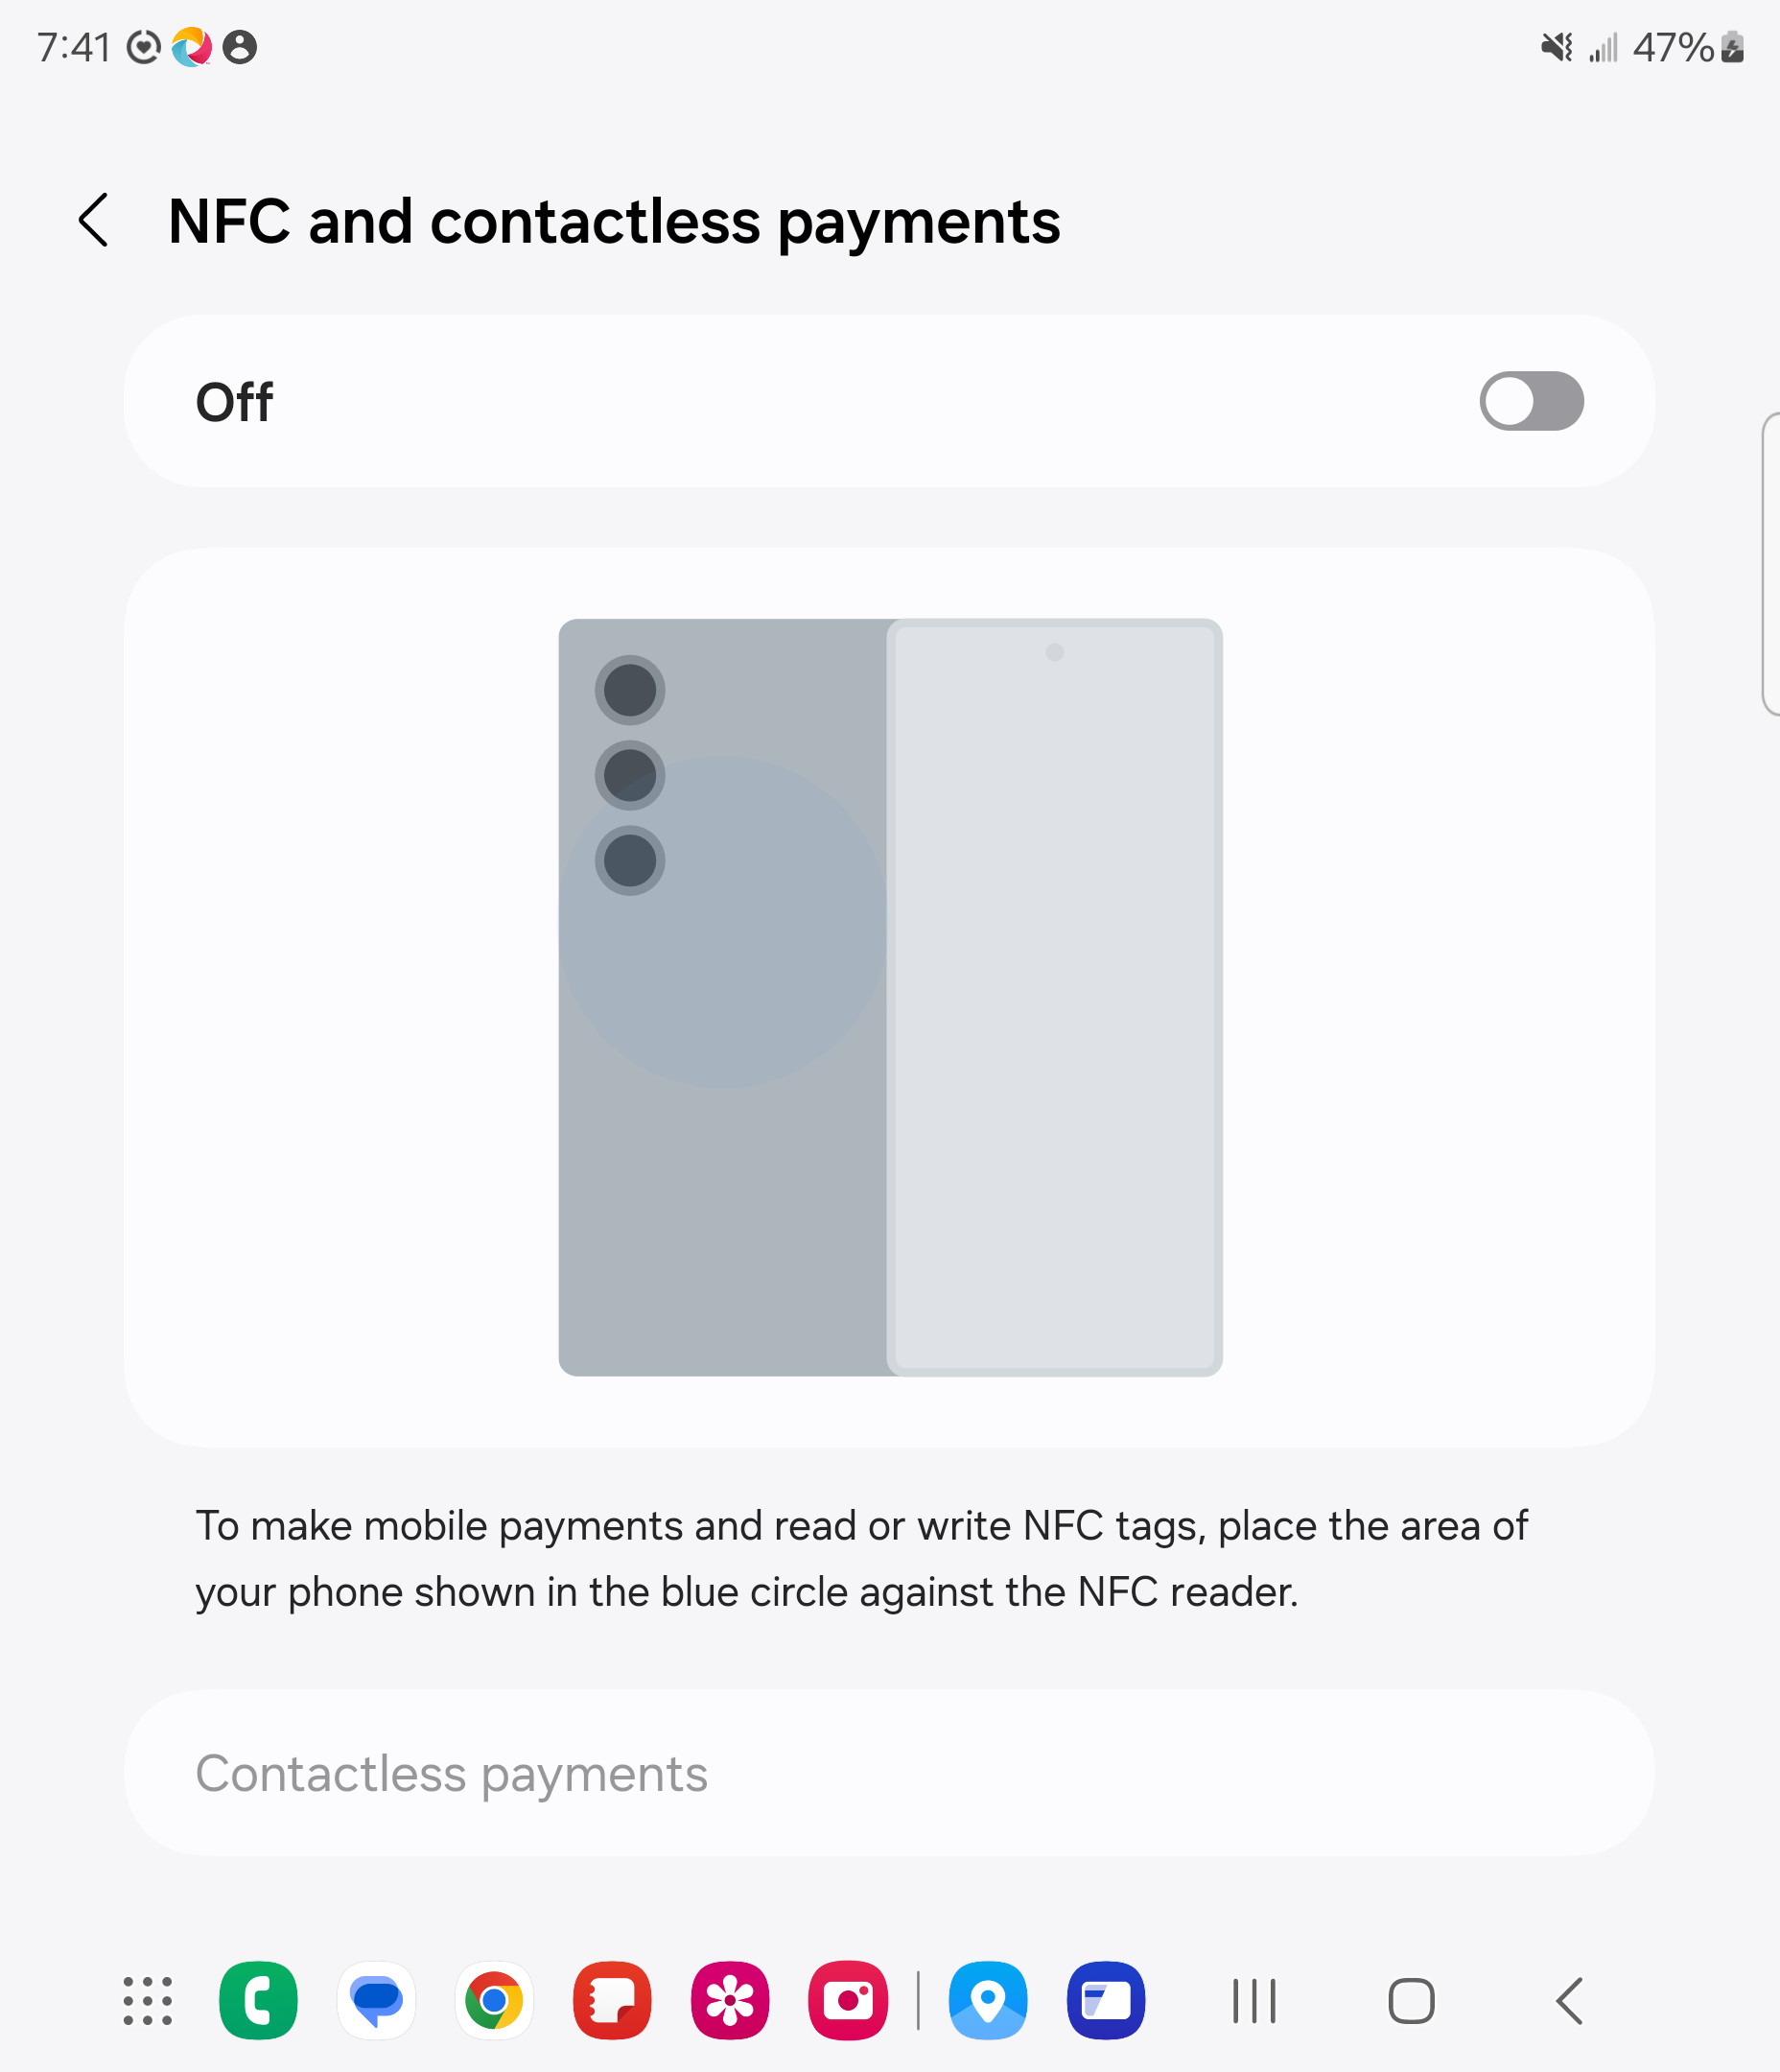 7:41
47%
NFC and contactless payments
Off
To make mobile payments and read or write NFC tags, place the area of
your phone shown in the blue circle against the NFC reader.
Contactless payments